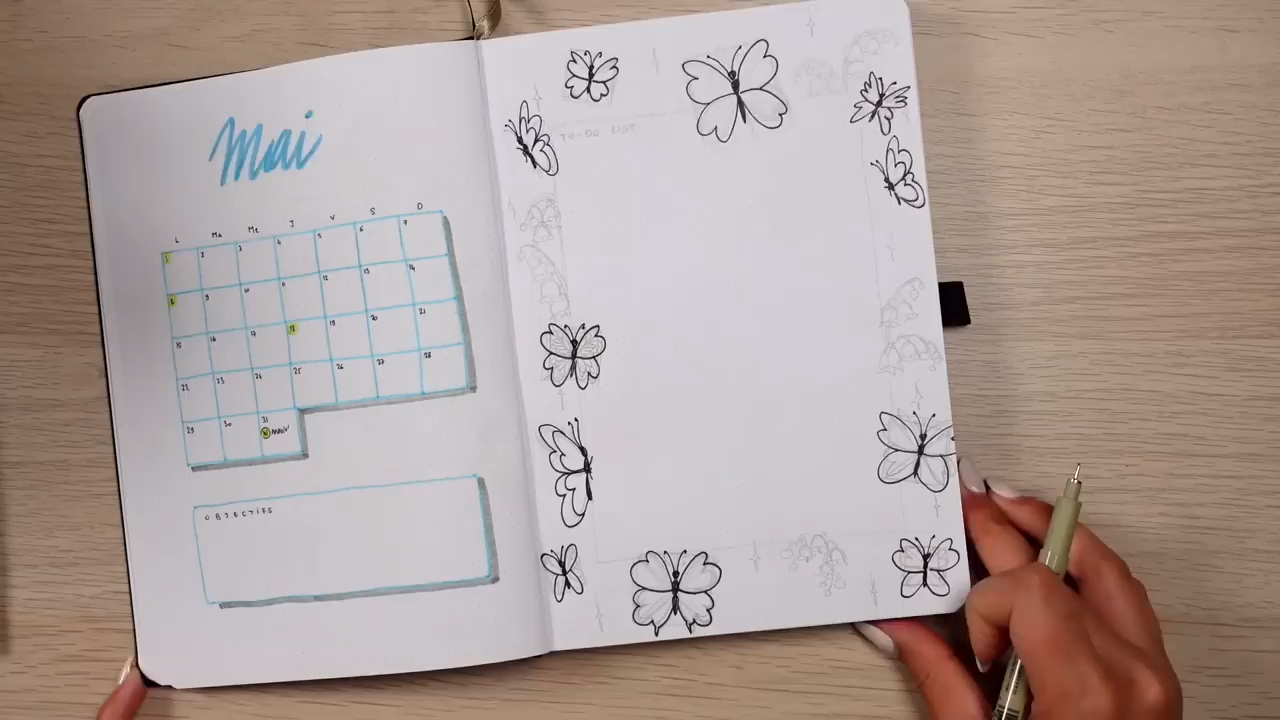 Mai
L Ma Me J V S D
1 2 3 4 5 6 7
8 9 10 11 12 13 14
15 16 17 18 19 20 21
22 23 24 25 26 27 28
29 30 31
ANNIV'
OBJECTIFS
TO-DO LIST